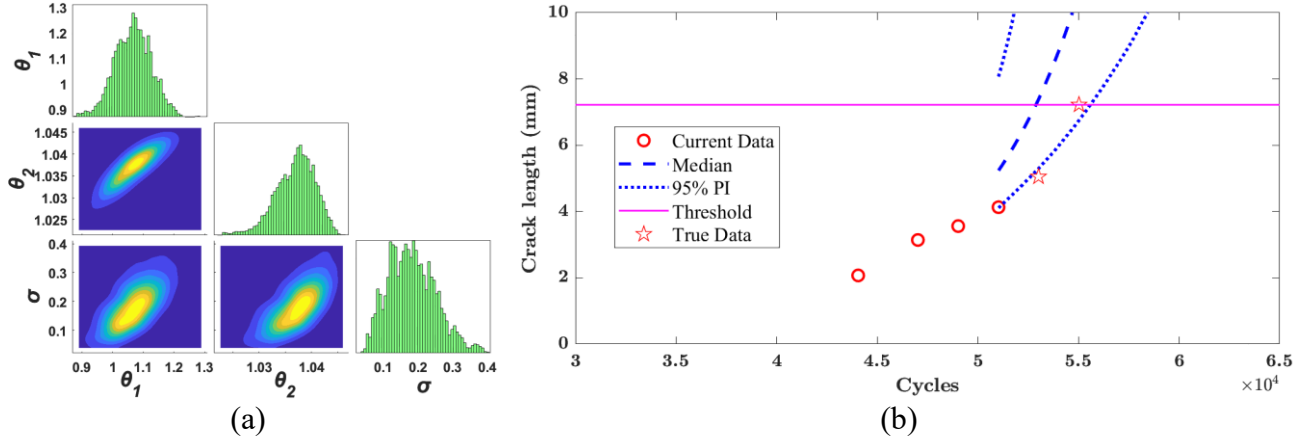 θ1
1.3
1.2
1.1
1
0.9
θ2
1.045
1.04
1.035
1.03
1.025
σ
0.4
0.3
0.2
0.1
0.9 1 1.1 1.2 1.3
θ1
1.03 1.04
θ2
0 0.1 0.2 0.3 0.4
σ
(a)
Crack length (mm)
10
8
6
4
2
0
Current Data
Median
95% PI
Threshold
True Data
3 3.5 4 4.5 5 5.5 6 6.5
Cycles
×10^4
(b)